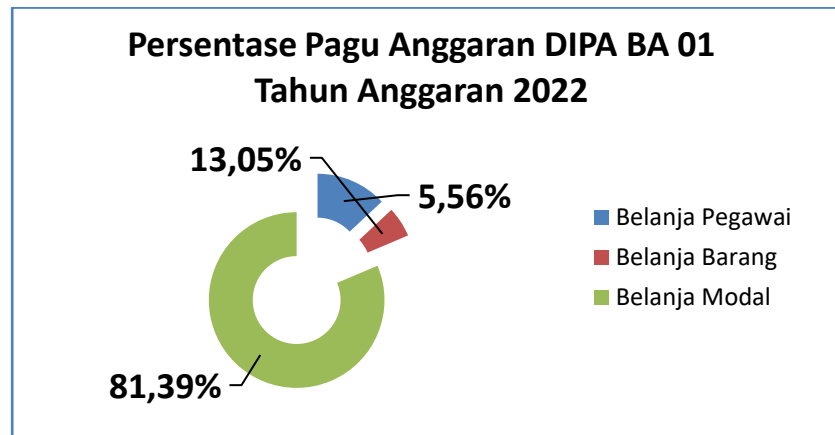 Persentase Pagu Anggaran DIPA BA 01
Tahun Anggaran 2022
13,05%
5,56%
81,39%
Belanja Pegawai
Belanja Barang
Belanja Modal